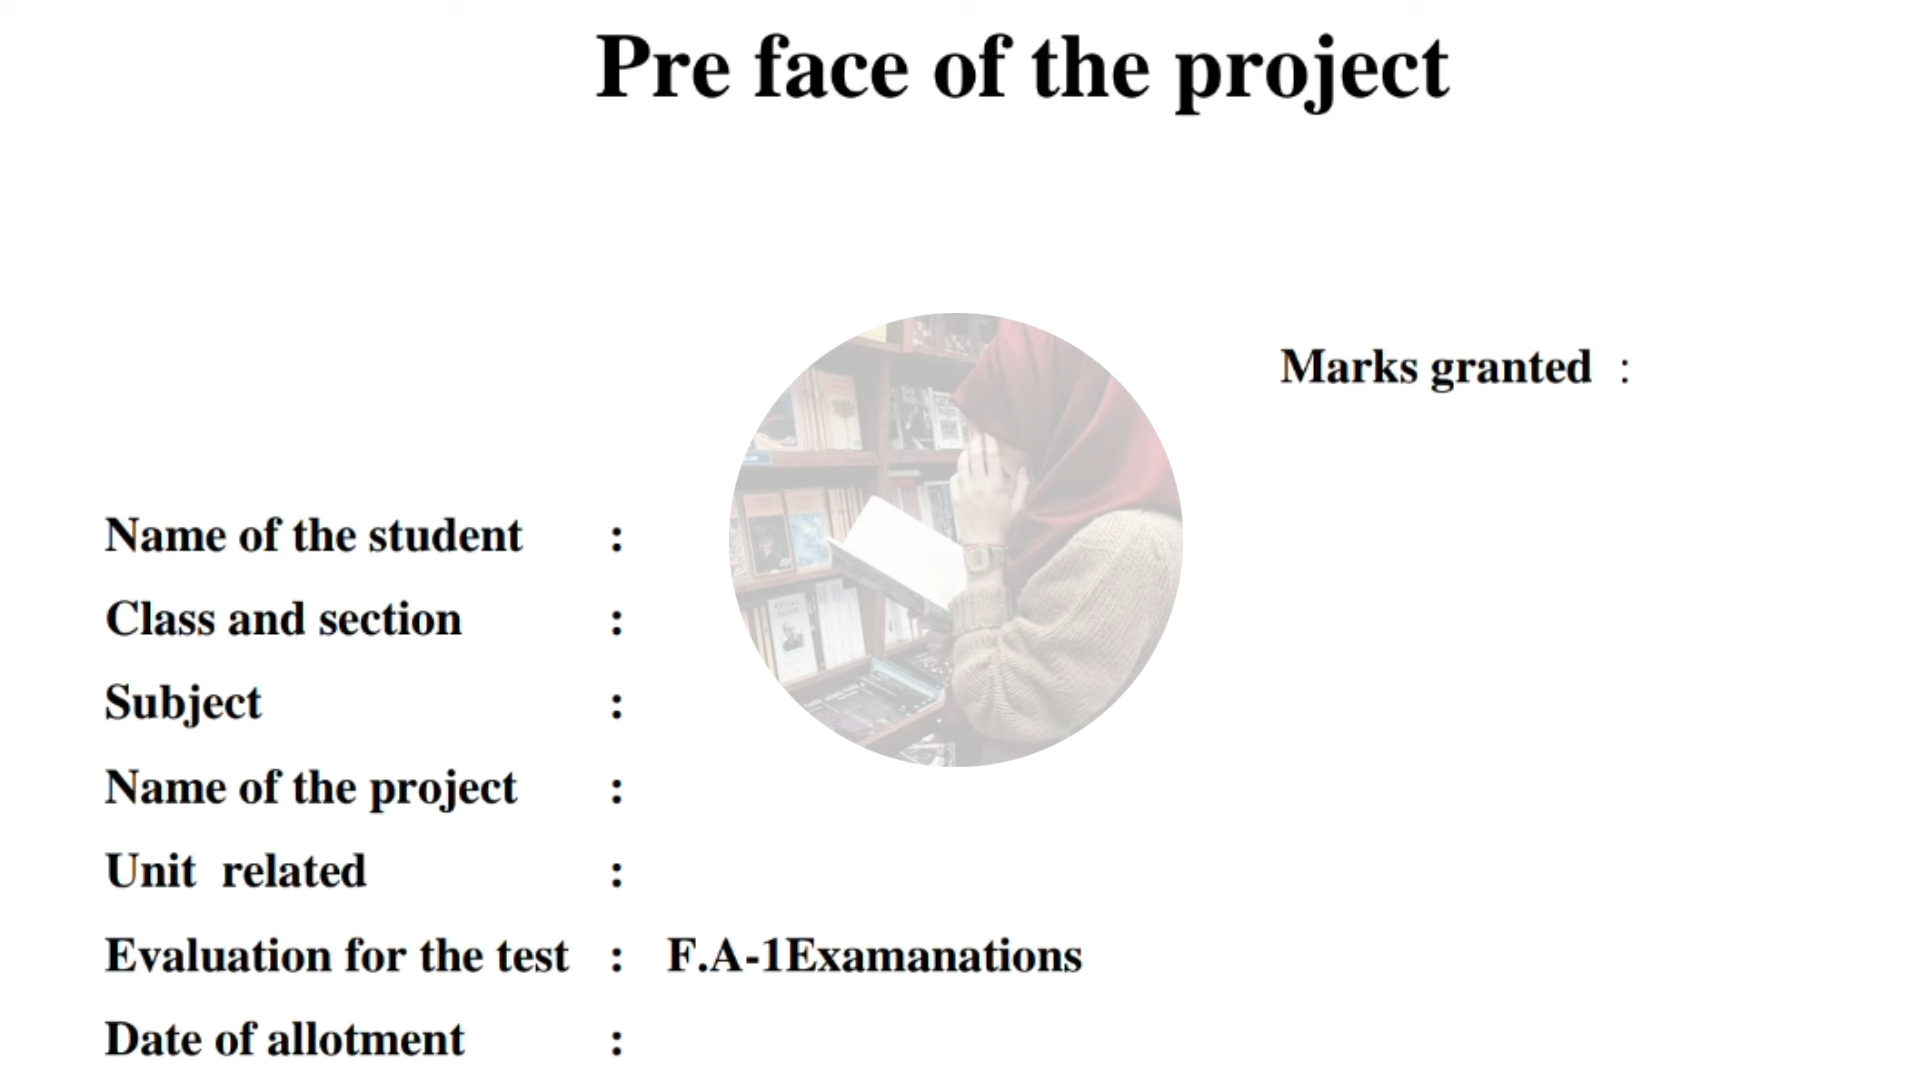 Pre face of the project
Marks granted :
Name of the student :
Class and section :
Subject :
Name of the project :
Unit related :
Evaluation for the test : F.A-1Examanations
Date of allotment :